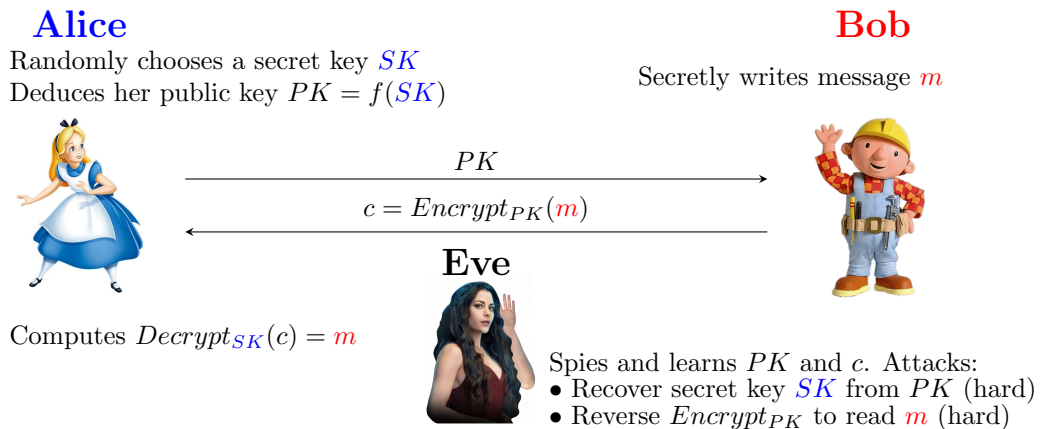 Alice
Randomly chooses a secret key SK
Deduces her public key PK = f(SK)
Bob
Secretly writes message m
PK
c = Encrypt_PK(m)
Eve
Computes Decrypt_SK(c) = m
Spies and learns PK and c. Attacks:
• Recover secret key SK from PK (hard)
• Reverse Encrypt_PK to read m (hard)